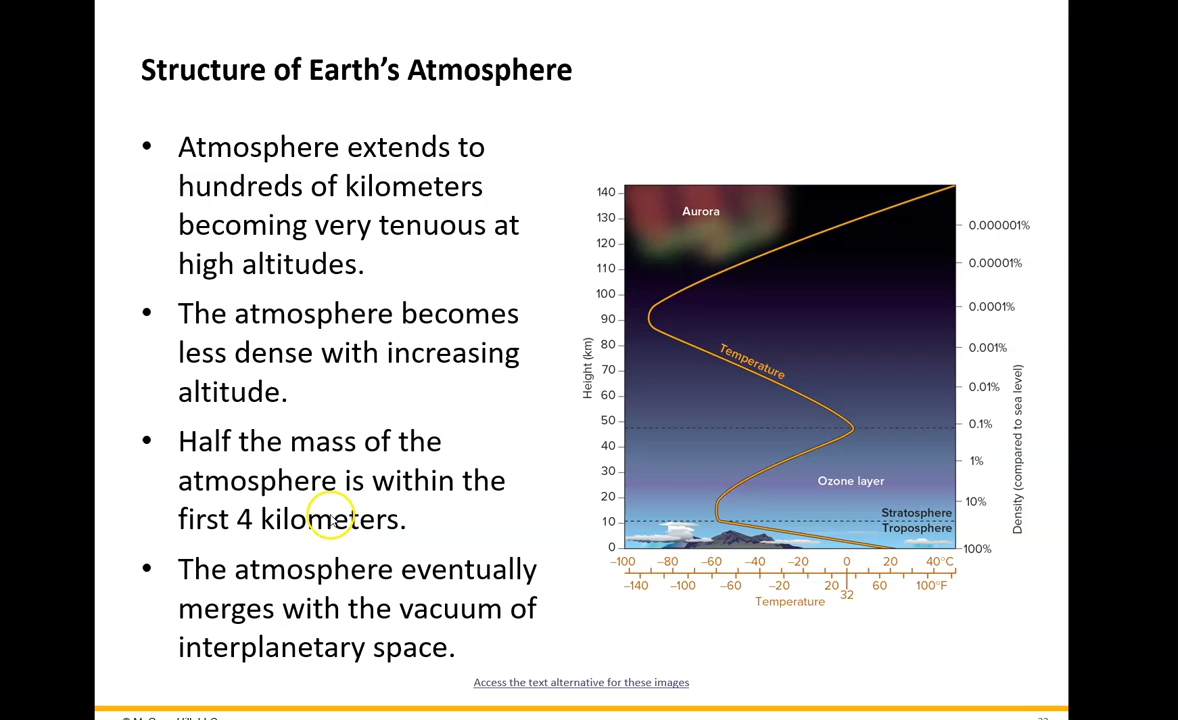 Structure of Earth's Atmosphere
• Atmosphere extends to
hundreds of kilometers
becoming very tenuous at
high altitudes.
• The atmosphere becomes
less dense with increasing
altitude.
• Half the mass of the
atmosphere is within the
first 4 kilometers.
• The atmosphere eventually
merges with the vacuum of
interplanetary space.
Height (km)
140
130
120
110
100
90
80
70
60
50
40
30
20
10
0
Aurora
Temperature
Ozone layer
Stratosphere
Troposphere
0.000001%
0.00001%
0.0001%
0.001%
0.01%
0.1%
1%
10%
100%
Density (compared to sea level)
–100 –80 –60 –40 –20 0 20 40°C
–140 –100 –60 –20 20 32 60 100°F
Temperature
Access the text alternative for these images